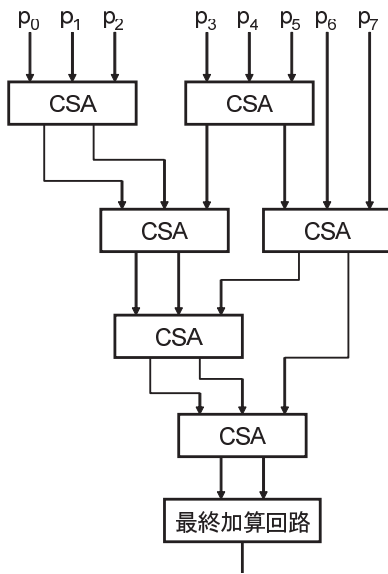 p₀ p₁ p₂ p₃ p₄ p₅ p₆ p₇
CSA CSA
CSA CSA
CSA
CSA
最終加算回路